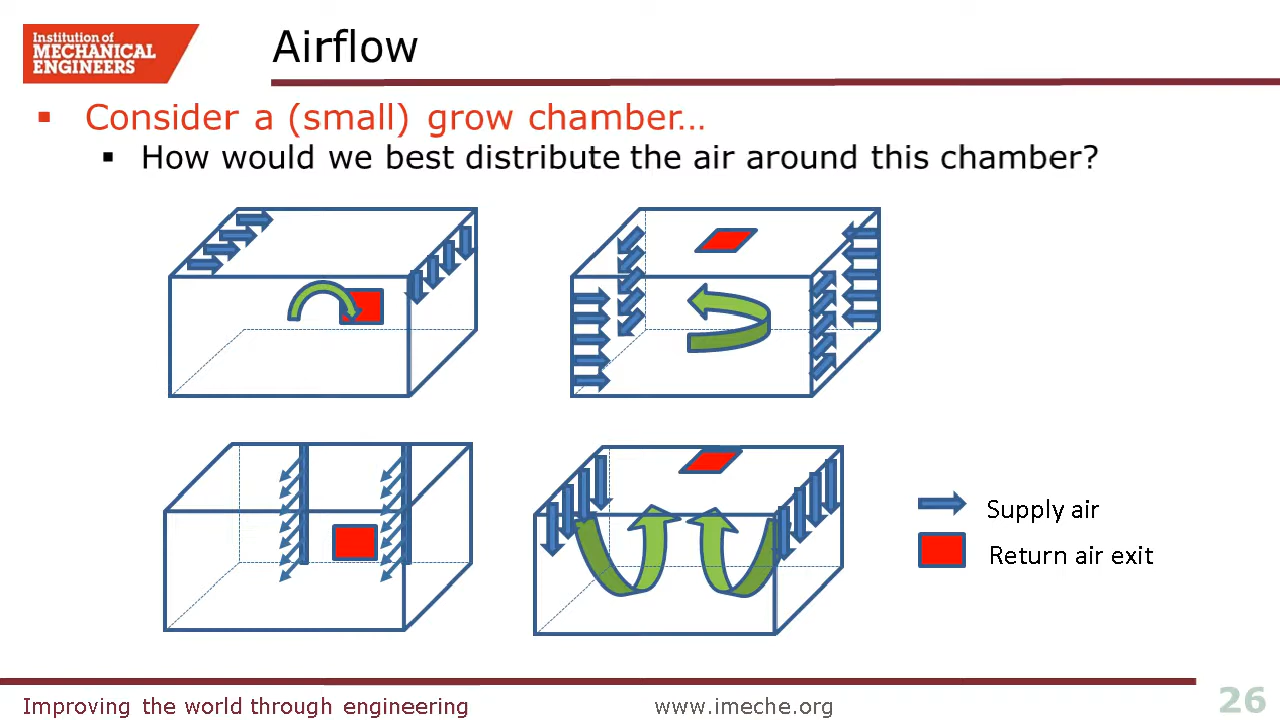 Institution of
MECHANICAL
ENGINEERS
Airflow
Consider a (small) grow chamber…
How would we best distribute the air around this chamber?
Supply air
Return air exit
Improving the world through engineering
www.imeche.org
26